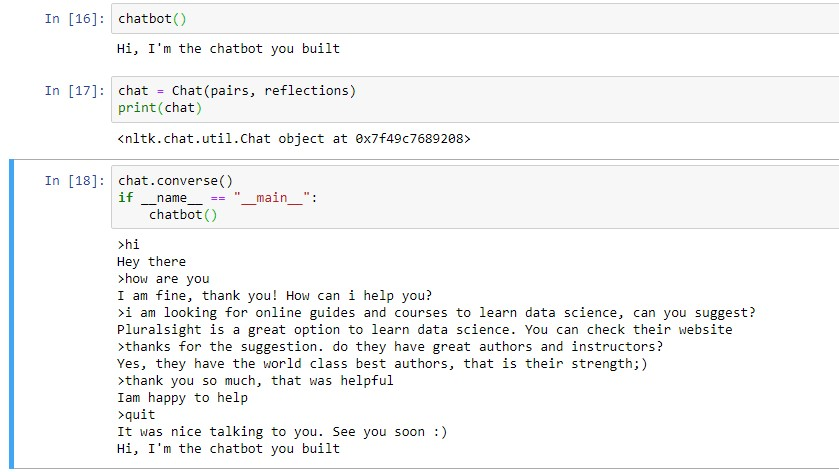 In [16]: chatbot()
Hi, I'm the chatbot you built
In [17]: chat = Chat(pairs, reflections)
print(chat)
<nltk.chat.util.Chat object at 0x7f49c7689208>
In [18]: chat.converse()
if __name__ == "__main__":
    chatbot()
>hi
Hey there
>how are you
I am fine, thank you! How can i help you?
>i am looking for online guides and courses to learn data science, can you suggest?
Pluralsight is a great option to learn data science. You can check their website
>thanks for the suggestion. do they have great authors and instructors?
Yes, they have the world class best authors, that is their strength;)
>thank you so much, that was helpful
Iam happy to help
>quit
It was nice talking to you. See you soon :)
Hi, I'm the chatbot you built